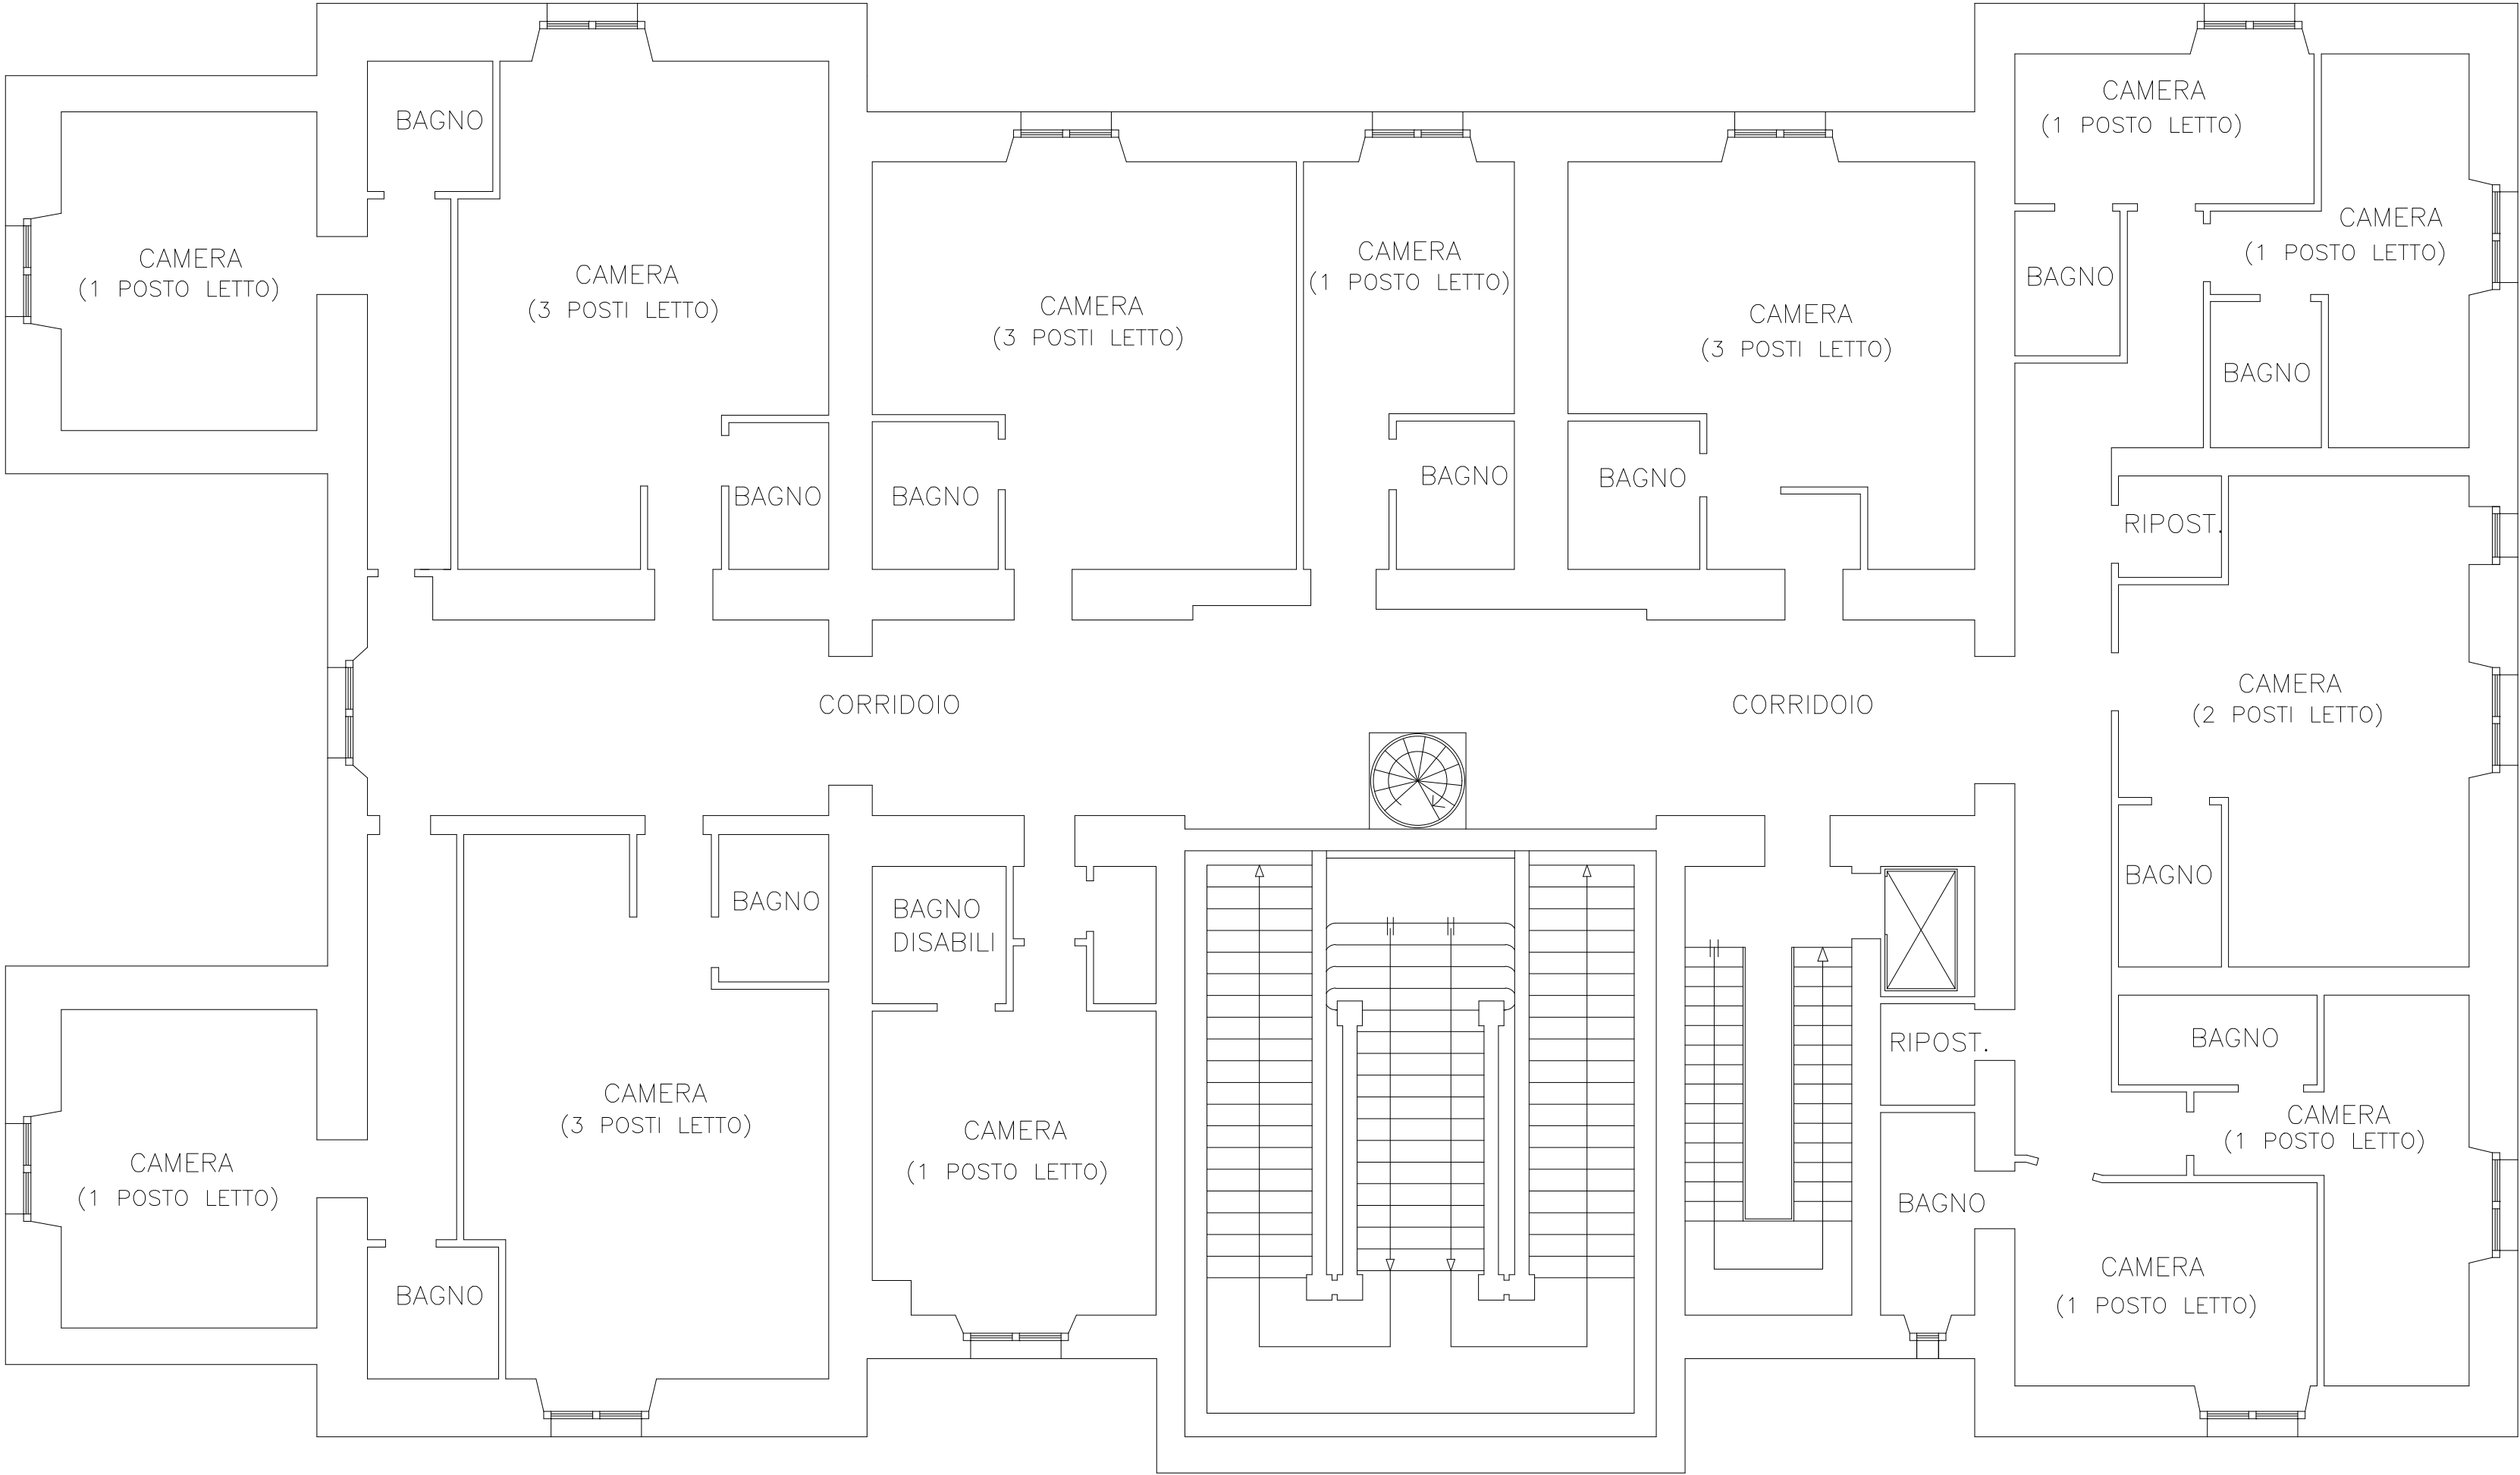 CAMERA
(1 POSTO LETTO)
BAGNO
CAMERA
(3 POSTI LETTO)
BAGNO
CAMERA
(3 POSTI LETTO)
BAGNO
CAMERA
(1 POSTO LETTO)
BAGNO
CAMERA
(3 POSTI LETTO)
BAGNO
CAMERA
(1 POSTO LETTO)
BAGNO
CAMERA
(1 POSTO LETTO)
BAGNO
RIPOST.
CAMERA
(2 POSTI LETTO)
BAGNO
CORRIDOIO
CORRIDOIO
CAMERA
(1 POSTO LETTO)
BAGNO
CAMERA
(3 POSTI LETTO)
BAGNO
BAGNO
DISABILI
CAMERA
(1 POSTO LETTO)
RIPOST.
BAGNO
BAGNO
CAMERA
(1 POSTO LETTO)
CAMERA
(1 POSTO LETTO)